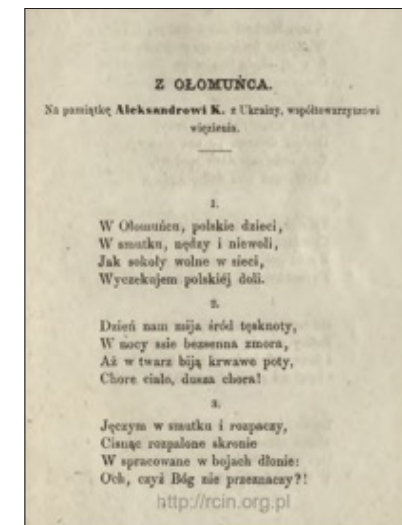 Z OŁOMUŃCA.
Na pamiątkę Aleksandrowi K. z Ukrainy, współtowarzyszowi
więzienia.
1.
W Ołomuńcu, polskie dzieci,
W smutku, nędzy i niewoli,
Jak sokoły wolne w sieci,
Wyczekujem polskiéj doli.
2.
Dzień nam mija śród tęsknoty,
W nocy ssie bezsenna zmora,
Aż w twarz biją krwawe poty,
Chore ciało, dusza chora!
3.
Jęczym w smutku i rozpaczy,
Cisnąc rozpalone skronie
W spracowane w bojach dłonie:
Och, czyż Bóg nie przeznaczy?!
http://rcin.org.pl